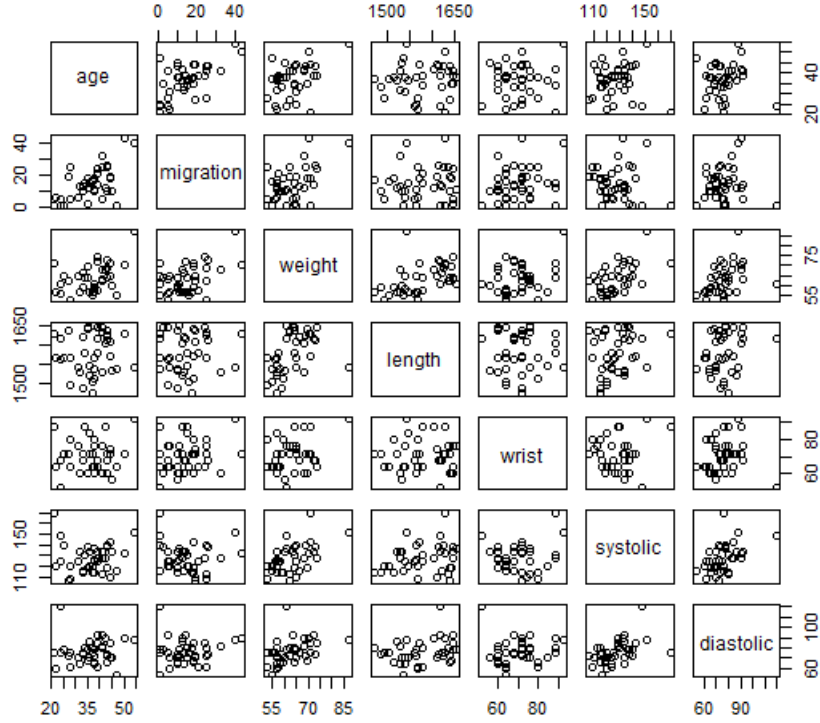 0 20 40 1500 1650 110 150
age 20 40
0 20 40 migration
weight 55 75
1500 1650 length
wrist 60 80
110 150 systolic
diastolic 60 100
20 35 50 55 70 85 60 80 60 90